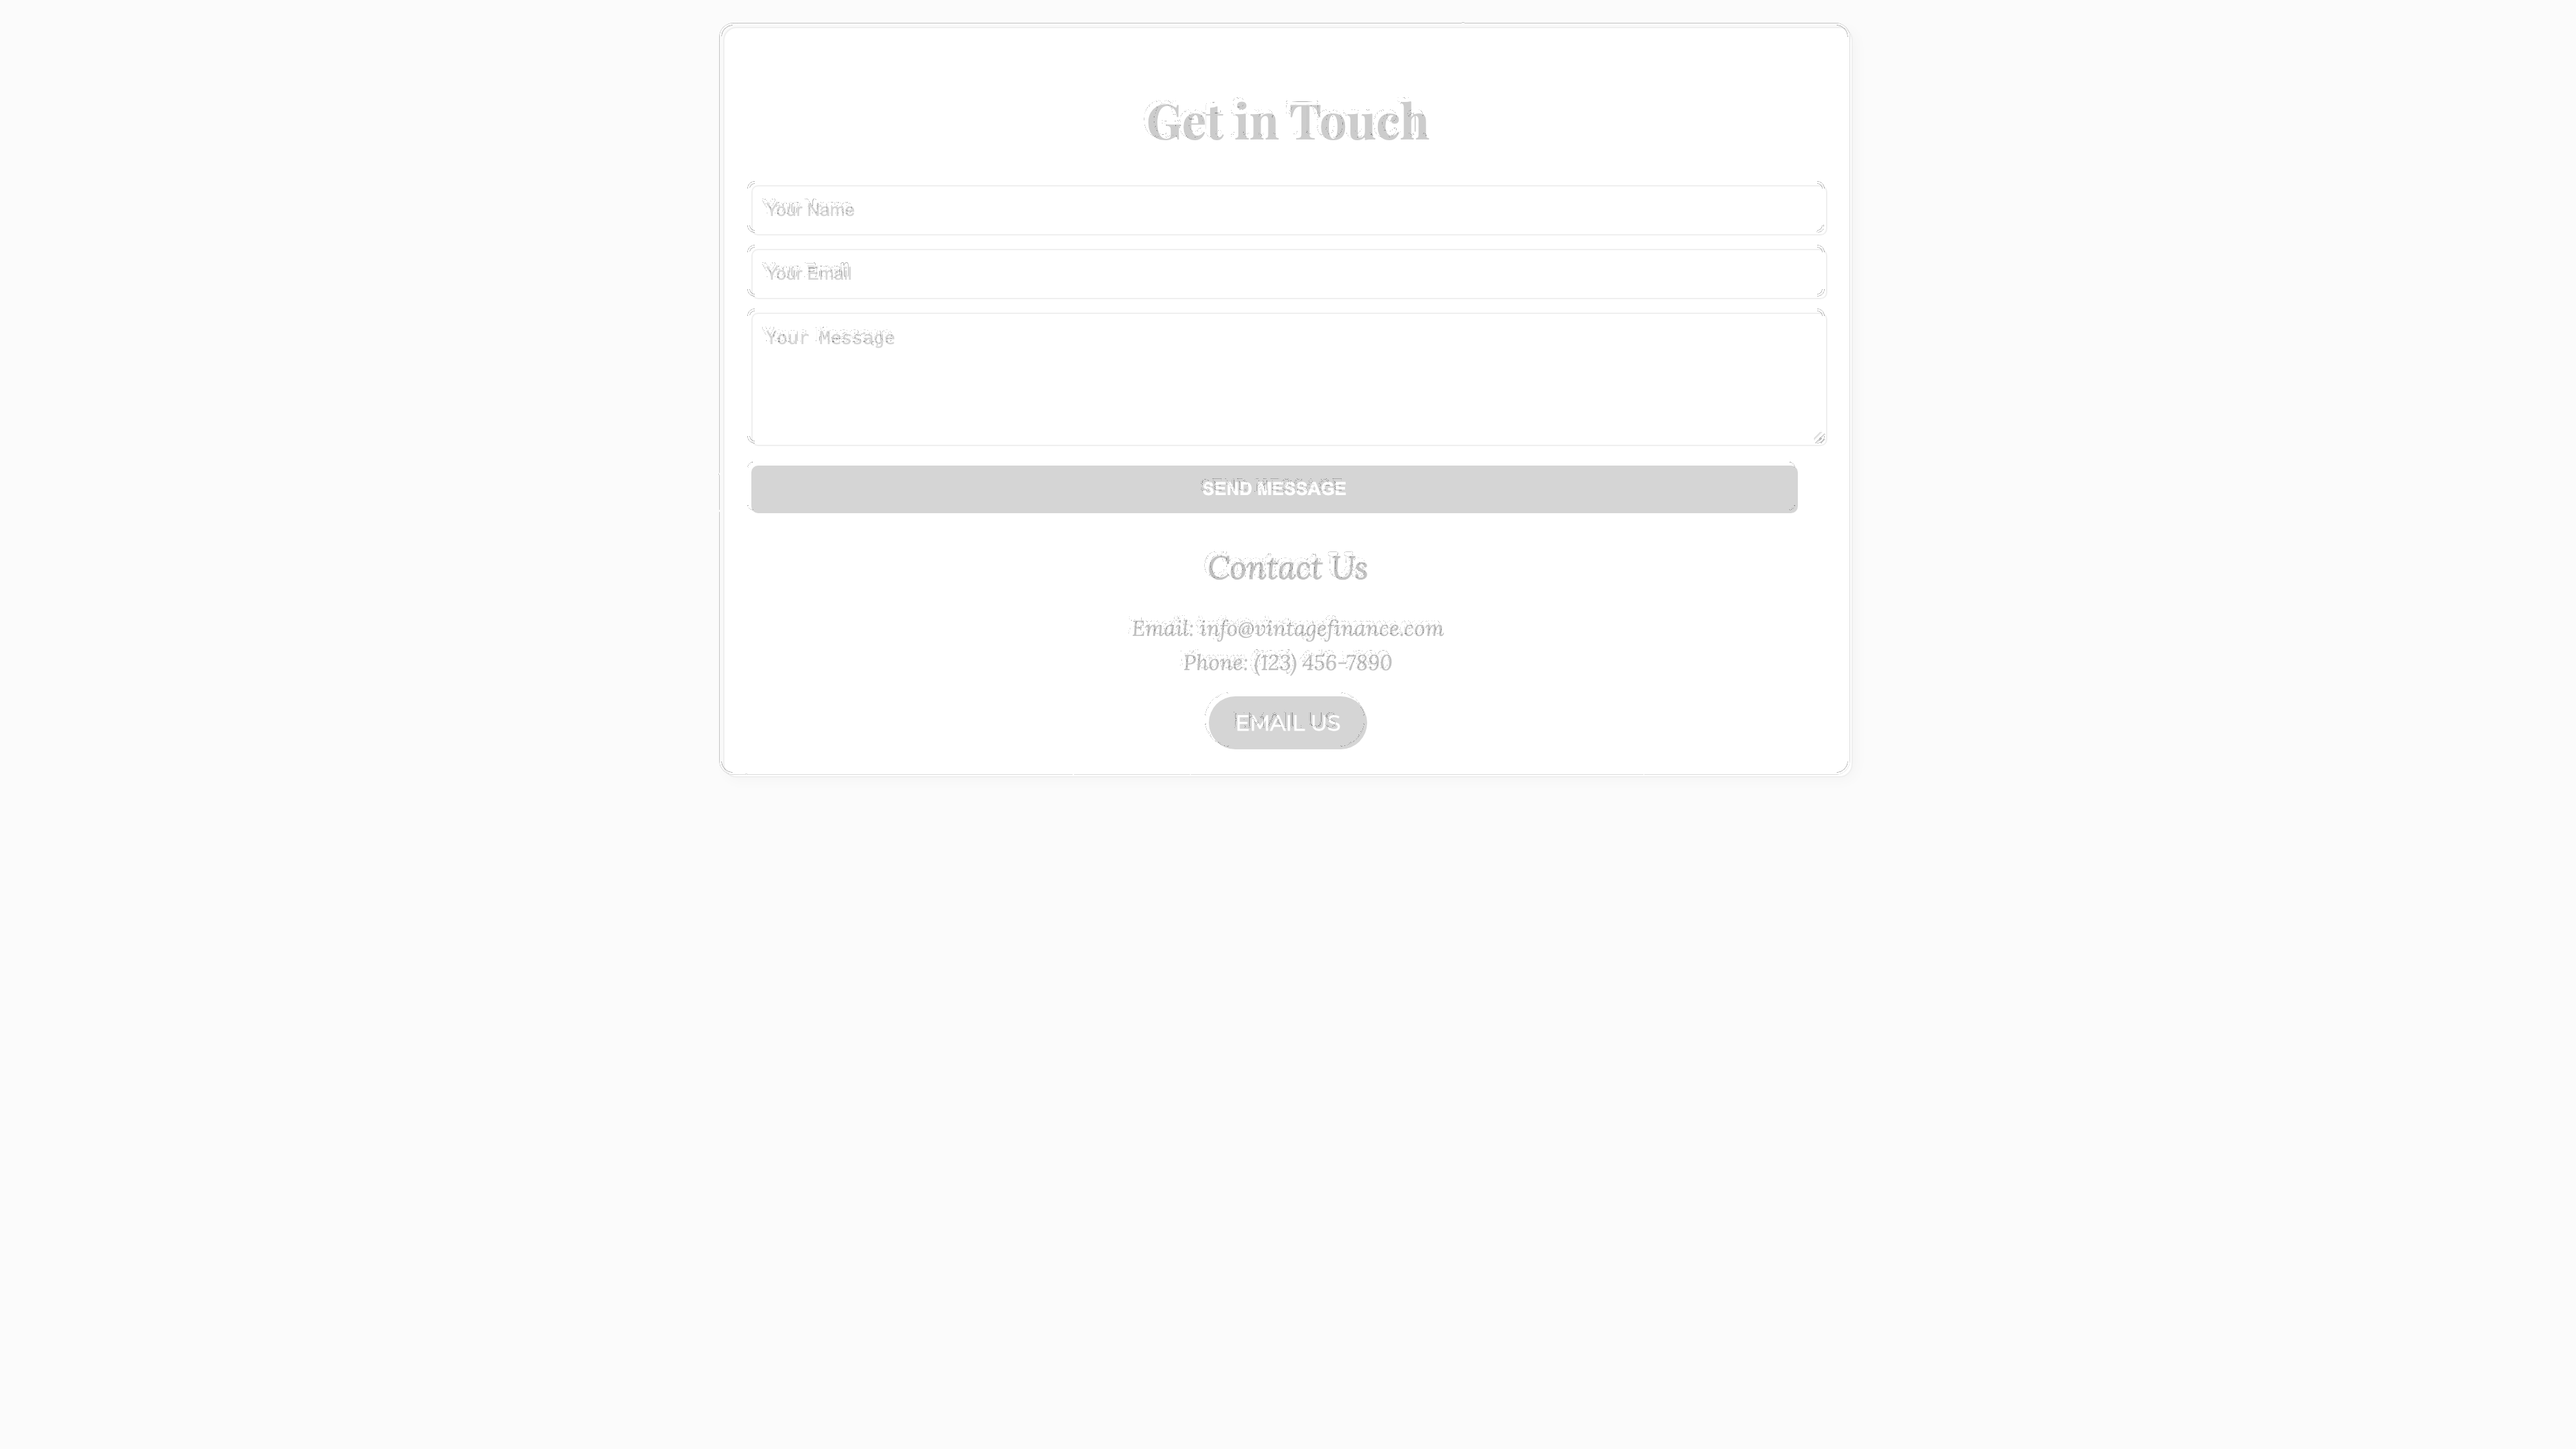 Get in Touch
Your Name
Your Email
Your Message
SEND MESSAGE
Contact Us
Email: info@vintagefinance.com
Phone: (123) 456-7890
EMAIL US